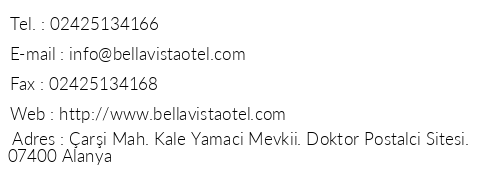 Tel. : 02425134166
E-mail : info@bellavistaotel.com
Fax : 02425134168
Web : http://www.bellavistaotel.com
Adres : Çarşi Mah. Kale Yamaci Mevkii. Doktor Postalci Sitesi.
07400 Alanya